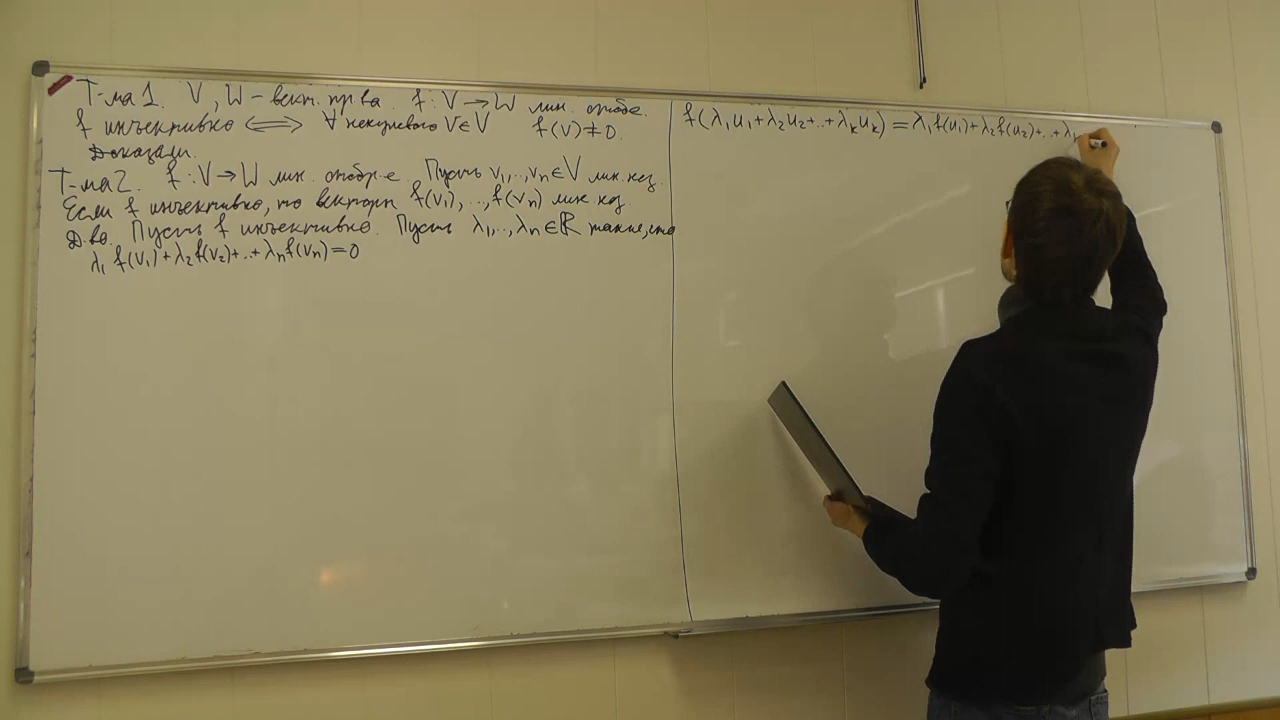 Т-ма 1. V, W – вект. пр-ва. f: V → W лин. отобр.
f инъективно ⟺ ∀ ненулевого v ∈ V f(v) ≠ 0.
Доказали.
Т-ма 2. f: V → W лин. отобр-е. Пусть v₁,..,vₙ ∈ V лин. нез.
Если f инъективно, то векторы f(v₁), .., f(vₙ) лин. нез.
Д-во. Пусть f инъективно. Пусть λ₁,..,λₙ ∈ ℝ такие, что
λ₁ f(v₁) + λ₂ f(v₂) + .. + λₙ f(vₙ) = 0
f(λ₁u₁ + λ₂u₂ + .. + λₖuₖ) = λ₁f(u₁) + λ₂f(u₂) + .. + λ